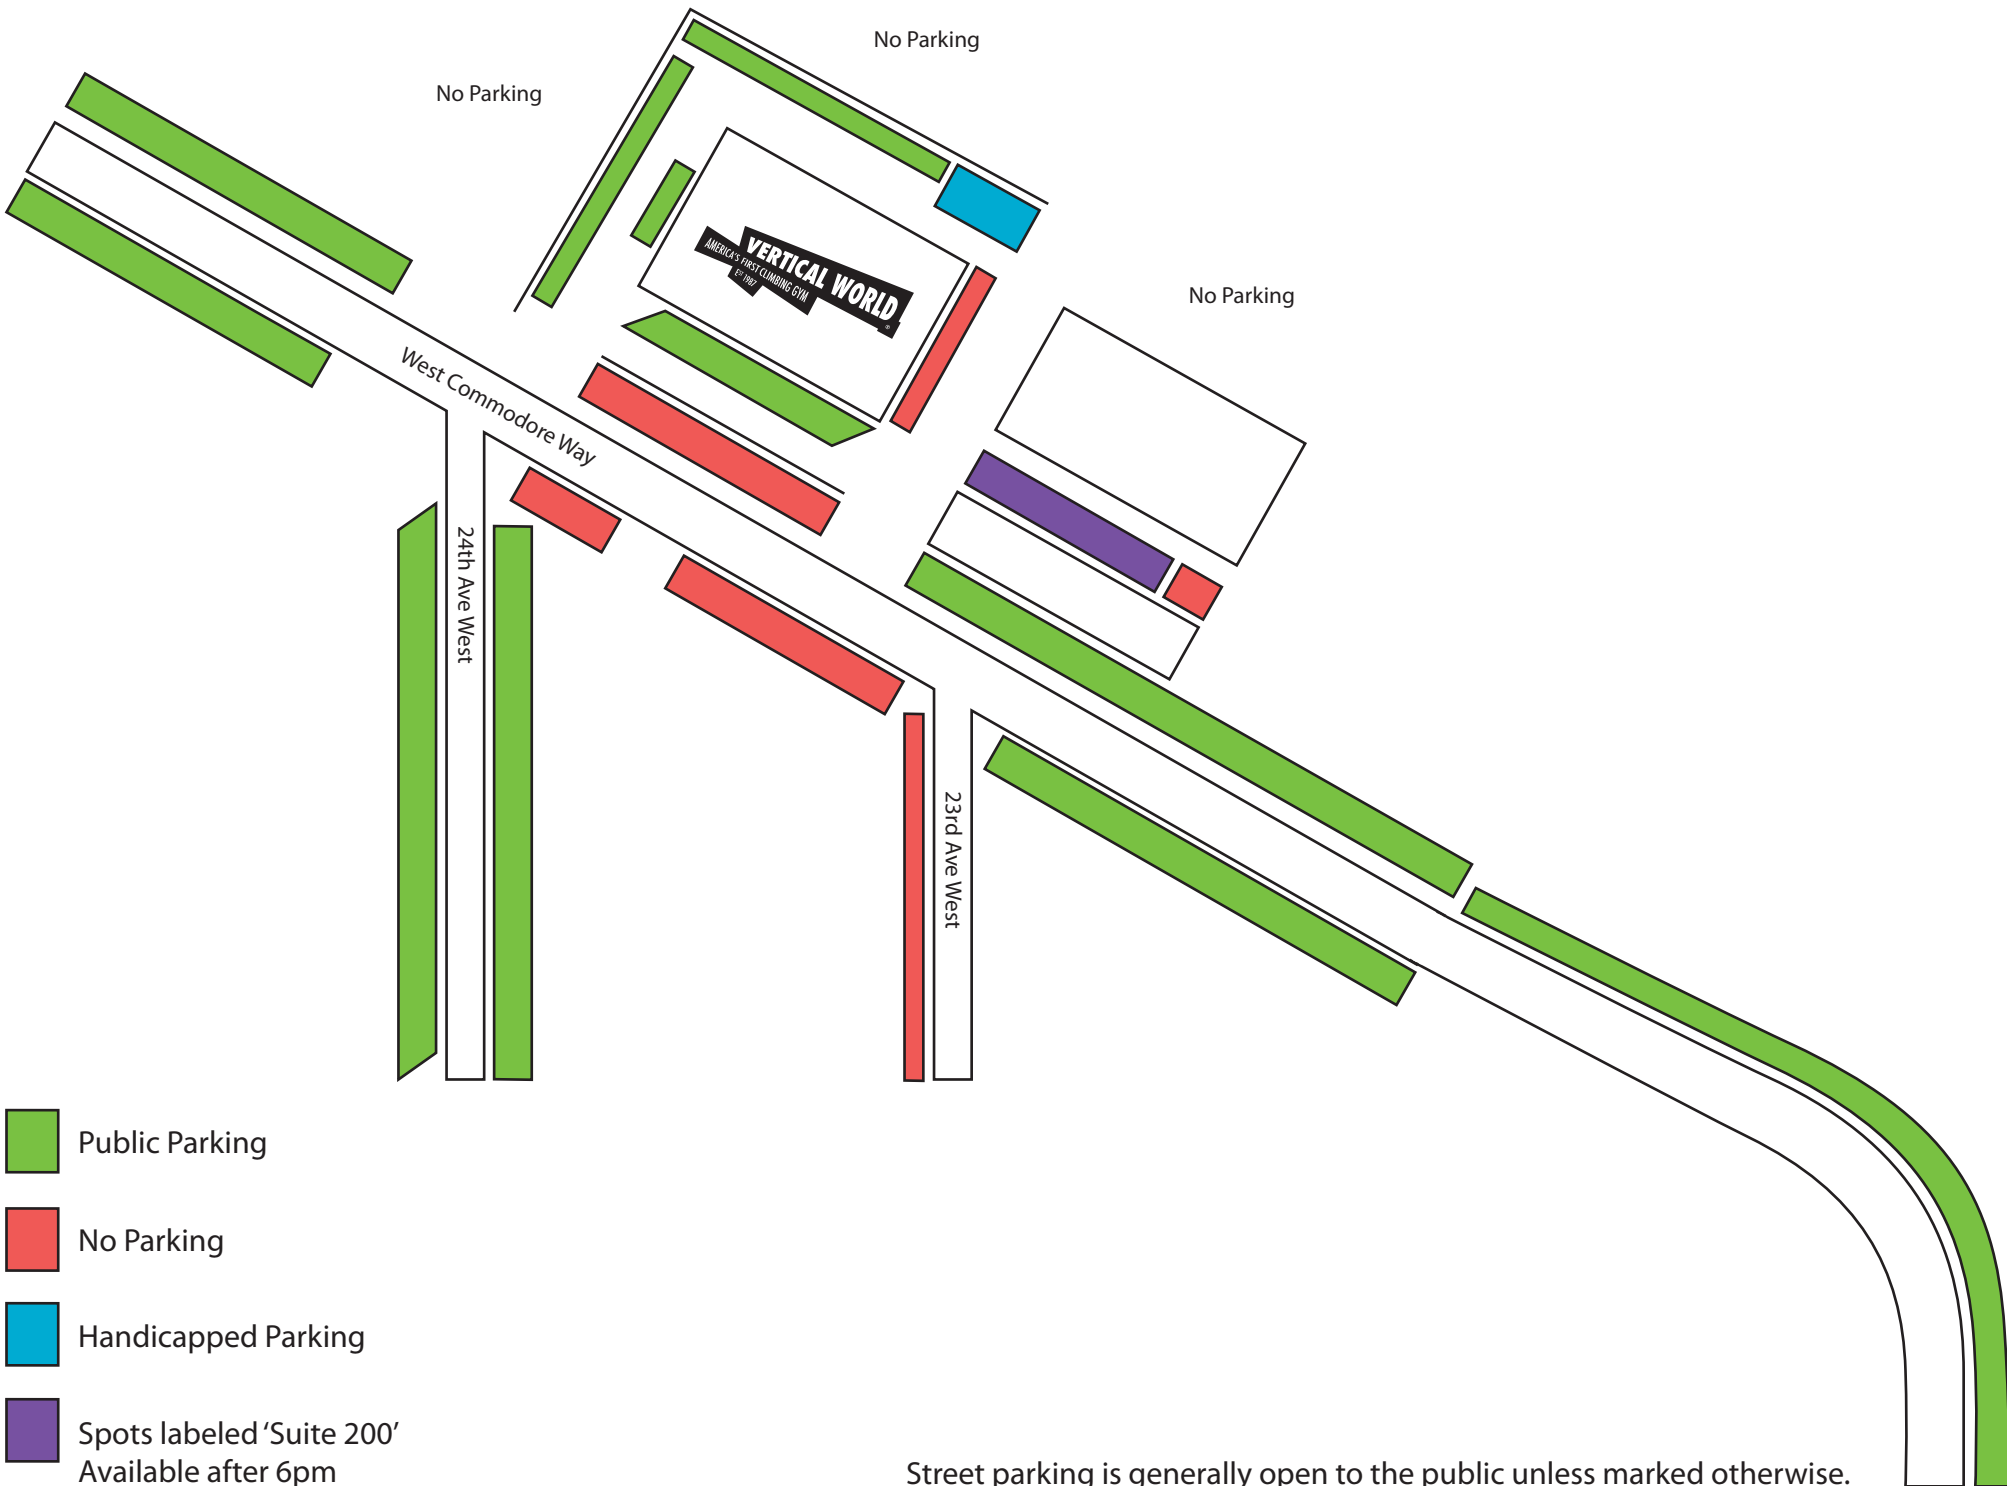 No Parking
No Parking
VERTICAL WORLD
AMERICA'S FIRST CLIMBING GYM
EST 1987
®
No Parking
West Commodore Way
24th Ave West
23rd Ave West
Public Parking
No Parking
Handicapped Parking
Spots labeled ‘Suite 200’
Available after 6pm
Street parking is generally open to the public unless marked otherwise.